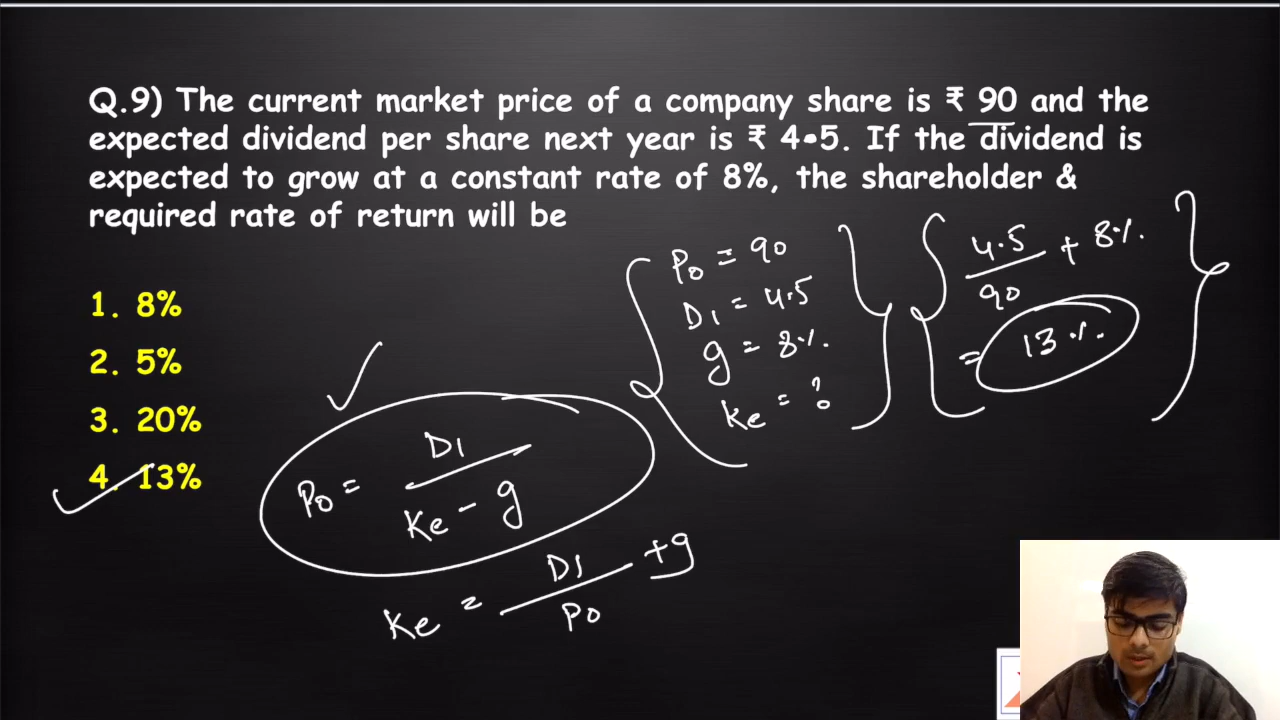 Q.9) The current market price of a company share is ₹ 90 and the
expected dividend per share next year is ₹ 4.5. If the dividend is
expected to grow at a constant rate of 8%, the shareholder &
required rate of return will be
1. 8%
2. 5%
3. 20%
4. 13%
P0 = 90
D1 = 4.5
g = 8%.
Ke = ?
4.5 + 8%.
90
= 13%.
P0 = D1
Ke - g
Ke = D1 + g
P0